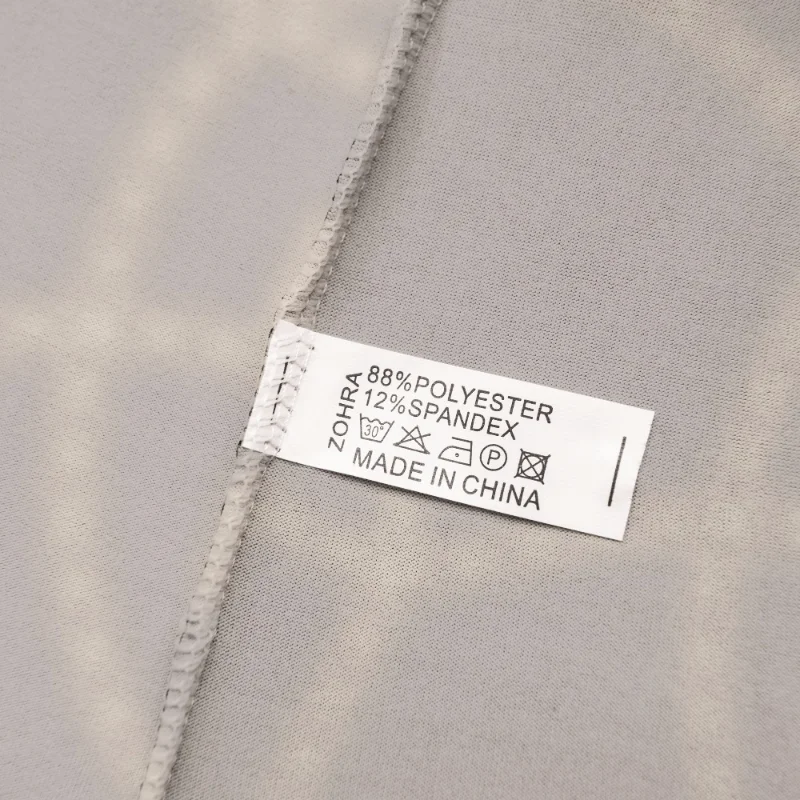 ZOHRA
88%POLYESTER
12%SPANDEX
30° P
MADE IN CHINA